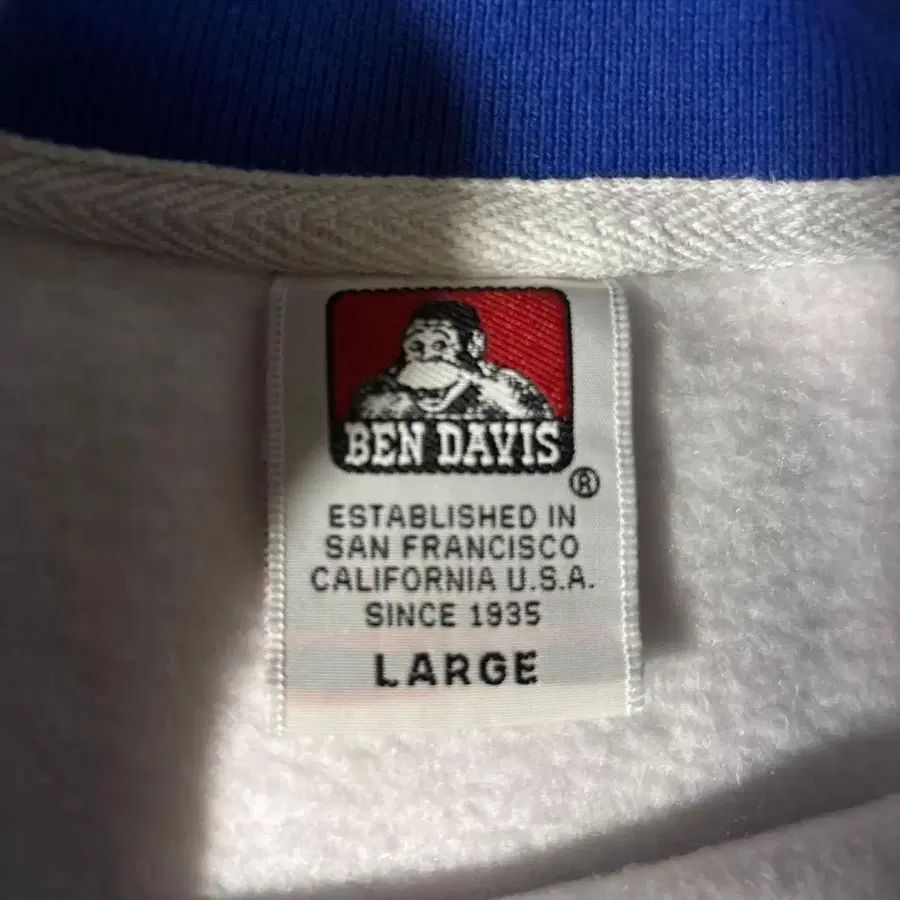 BEN DAVIS
®
ESTABLISHED IN
SAN FRANCISCO
CALIFORNIA U.S.A.
SINCE 1935
LARGE